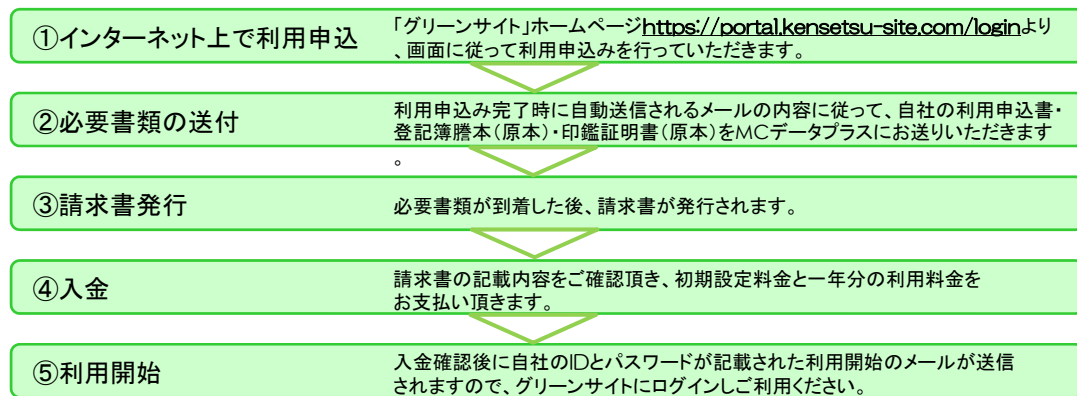 ①インターネット上で利用申込
「グリーンサイト」ホームページhttps://portal.kensetsu-site.com/loginより
、画面に従って利用申込みを行っていただきます。
②必要書類の送付
利用申込み完了時に自動送信されるメールの内容に従って、自社の利用申込書・
登記簿謄本（原本）・印鑑証明書（原本）をMCデータプラスにお送りいただきます
。
③請求書発行
必要書類が到着した後、請求書が発行されます。
④入金
請求書の記載内容をご確認頂き、初期設定料金と一年分の利用料金を
お支払い頂きます。
⑤利用開始
入金確認後に自社のIDとパスワードが記載された利用開始のメールが送信
されますので、グリーンサイトにログインしご利用ください。